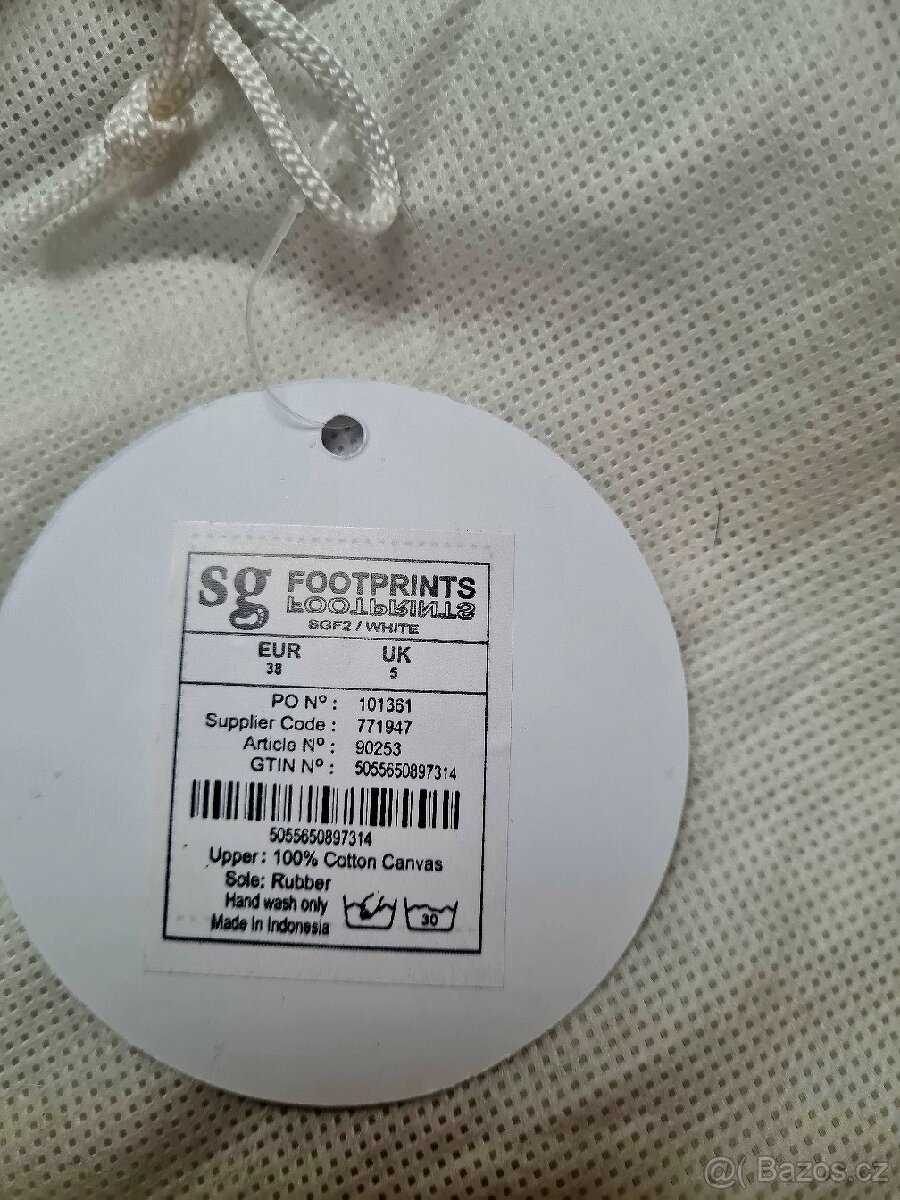 sg FOOTPRINTS
FOOTPRINTS
SGF2 / WHITE
EUR UK
38 5
PO Nº : 101361
Supplier Code : 771947
Article Nº : 90253
GTIN Nº : 5055650897314
5055650897314
Upper: 100% Cotton Canvas
Sole: Rubber
Hand wash only
30
Made in Indonesia
@( Bazos.cz